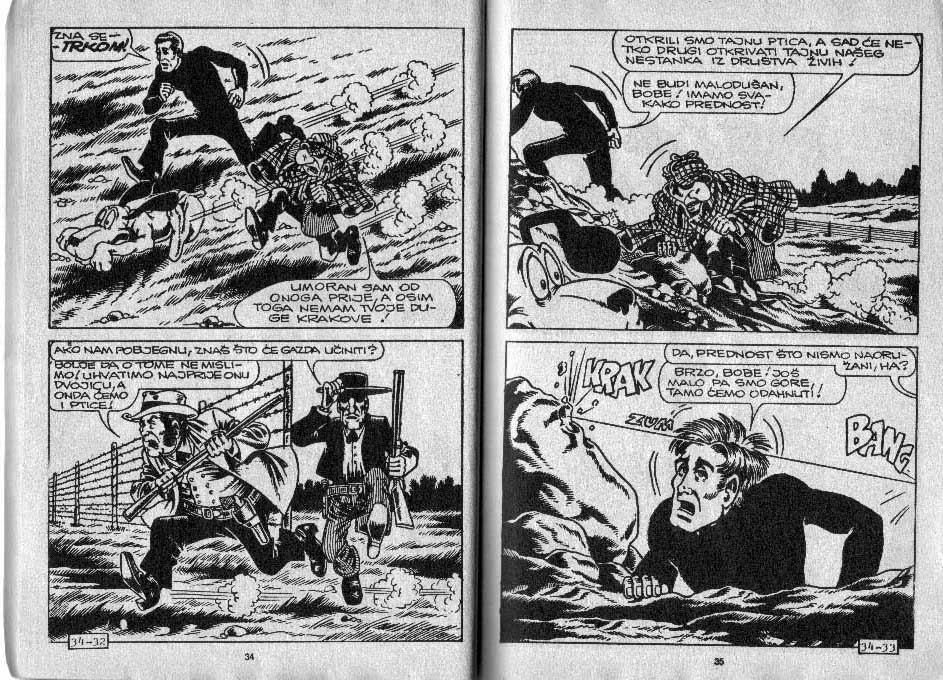 ZNA SE—
-TRKOM!
UMORAN SAM OD
ONOGA PRIJE, A OSIM
TOGA NEMAM TVOJE DU-
GE KRAKOVE!
AKO NAM POBJEGNU, ZNAŠ ŠTO ĆE GAZDA UČINITI?
BOLJE DA O TOME NE MISLI-
MO! UHVATIMO NAJPRIJE ONU
DVOJICU, A
ONDA ĆEMO
I PTICE!
34-32
34
OTKRILI SMO TAJNU PTICA, A SAD ĆE NE-
TKO DRUGI OTKRIVATI TAJNU NAŠEG
NESTANKA IZ DRUŠTVA ŽIVIH!
NE BUDI MALODUŠAN,
BOBE! IMAMO SVA-
KAKO PREDNOST!
DA, PREDNOST ŠTO NISMO NAORU-
ŽANI, HA?
BRZO, BOBE! JOŠ
MALO PA SMO GORE,
TAMO ĆEMO ODAHNUTI!
KRAK
ZUM
BANG
34-33
35